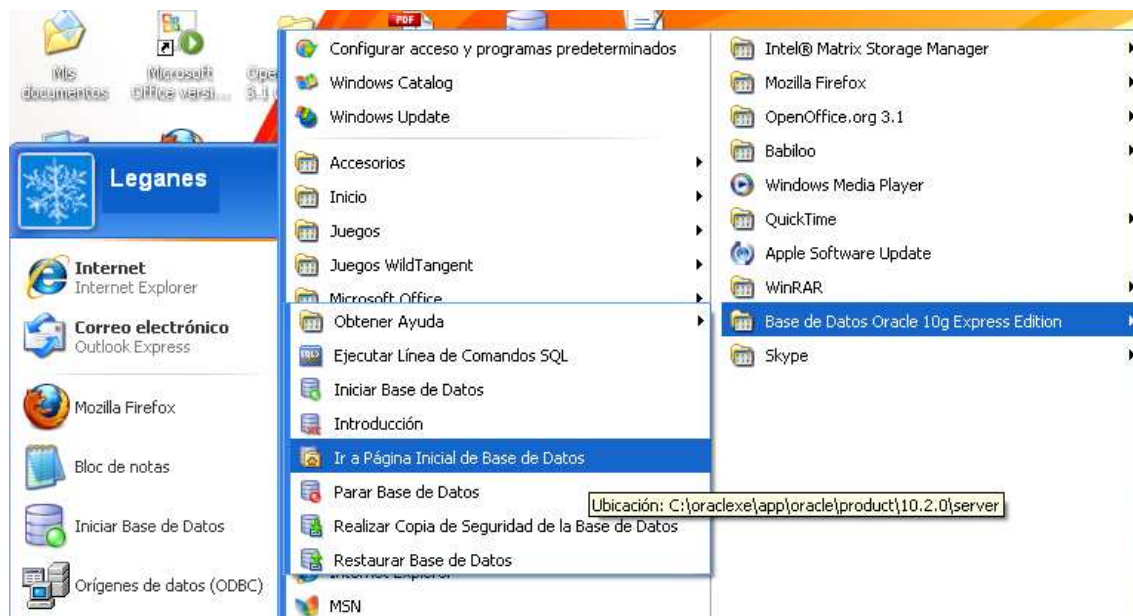 PDF
Mis
documentos
Microsoft
Office versi...
Ope
3.1
Leganes
Internet
Internet Explorer
Correo electrónico
Outlook Express
Mozilla Firefox
Bloc de notas
Iniciar Base de Datos
Orígenes de datos (ODBC)
Configurar acceso y programas predeterminados
Windows Catalog
Windows Update
Accesorios
Inicio
Juegos
Juegos WildTangent
Microsoft Office
Obtener Ayuda
Ejecutar Línea de Comandos SQL
Iniciar Base de Datos
Introducción
Ir a Página Inicial de Base de Datos
Parar Base de Datos
Ubicación: C:\oraclexe\app\oracle\product\10.2.0\server
Realizar Copia de Seguridad de la Base de Datos
Restaurar Base de Datos
Internet Explorer
MSN
Intel® Matrix Storage Manager
Mozilla Firefox
OpenOffice.org 3.1
Babiloo
Windows Media Player
QuickTime
Apple Software Update
WinRAR
Base de Datos Oracle 10g Express Edition
Skype